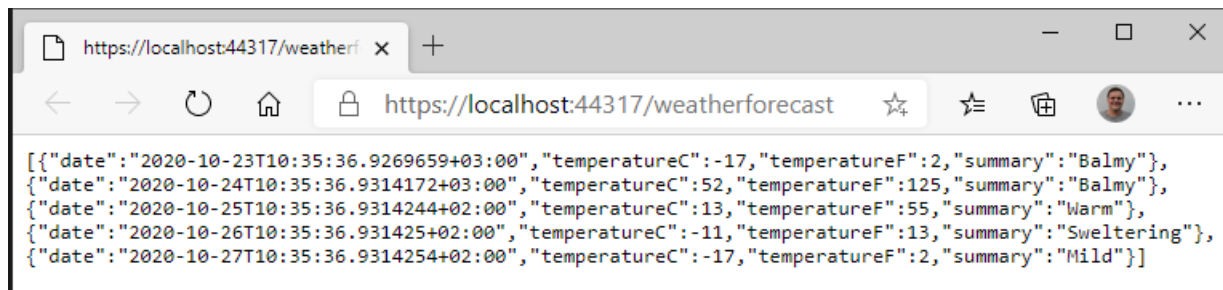 https://localhost:44317/weatherf
https://localhost:44317/weatherforecast
[{"date":"2020-10-23T10:35:36.9269659+03:00","temperatureC":-17,"temperatureF":2,"summary":"Balmy"},
{"date":"2020-10-24T10:35:36.9314172+03:00","temperatureC":52,"temperatureF":125,"summary":"Balmy"},
{"date":"2020-10-25T10:35:36.9314244+02:00","temperatureC":13,"temperatureF":55,"summary":"Warm"},
{"date":"2020-10-26T10:35:36.931425+02:00","temperatureC":-11,"temperatureF":13,"summary":"Sweltering"},
{"date":"2020-10-27T10:35:36.9314254+02:00","temperatureC":-17,"temperatureF":2,"summary":"Mild"}]